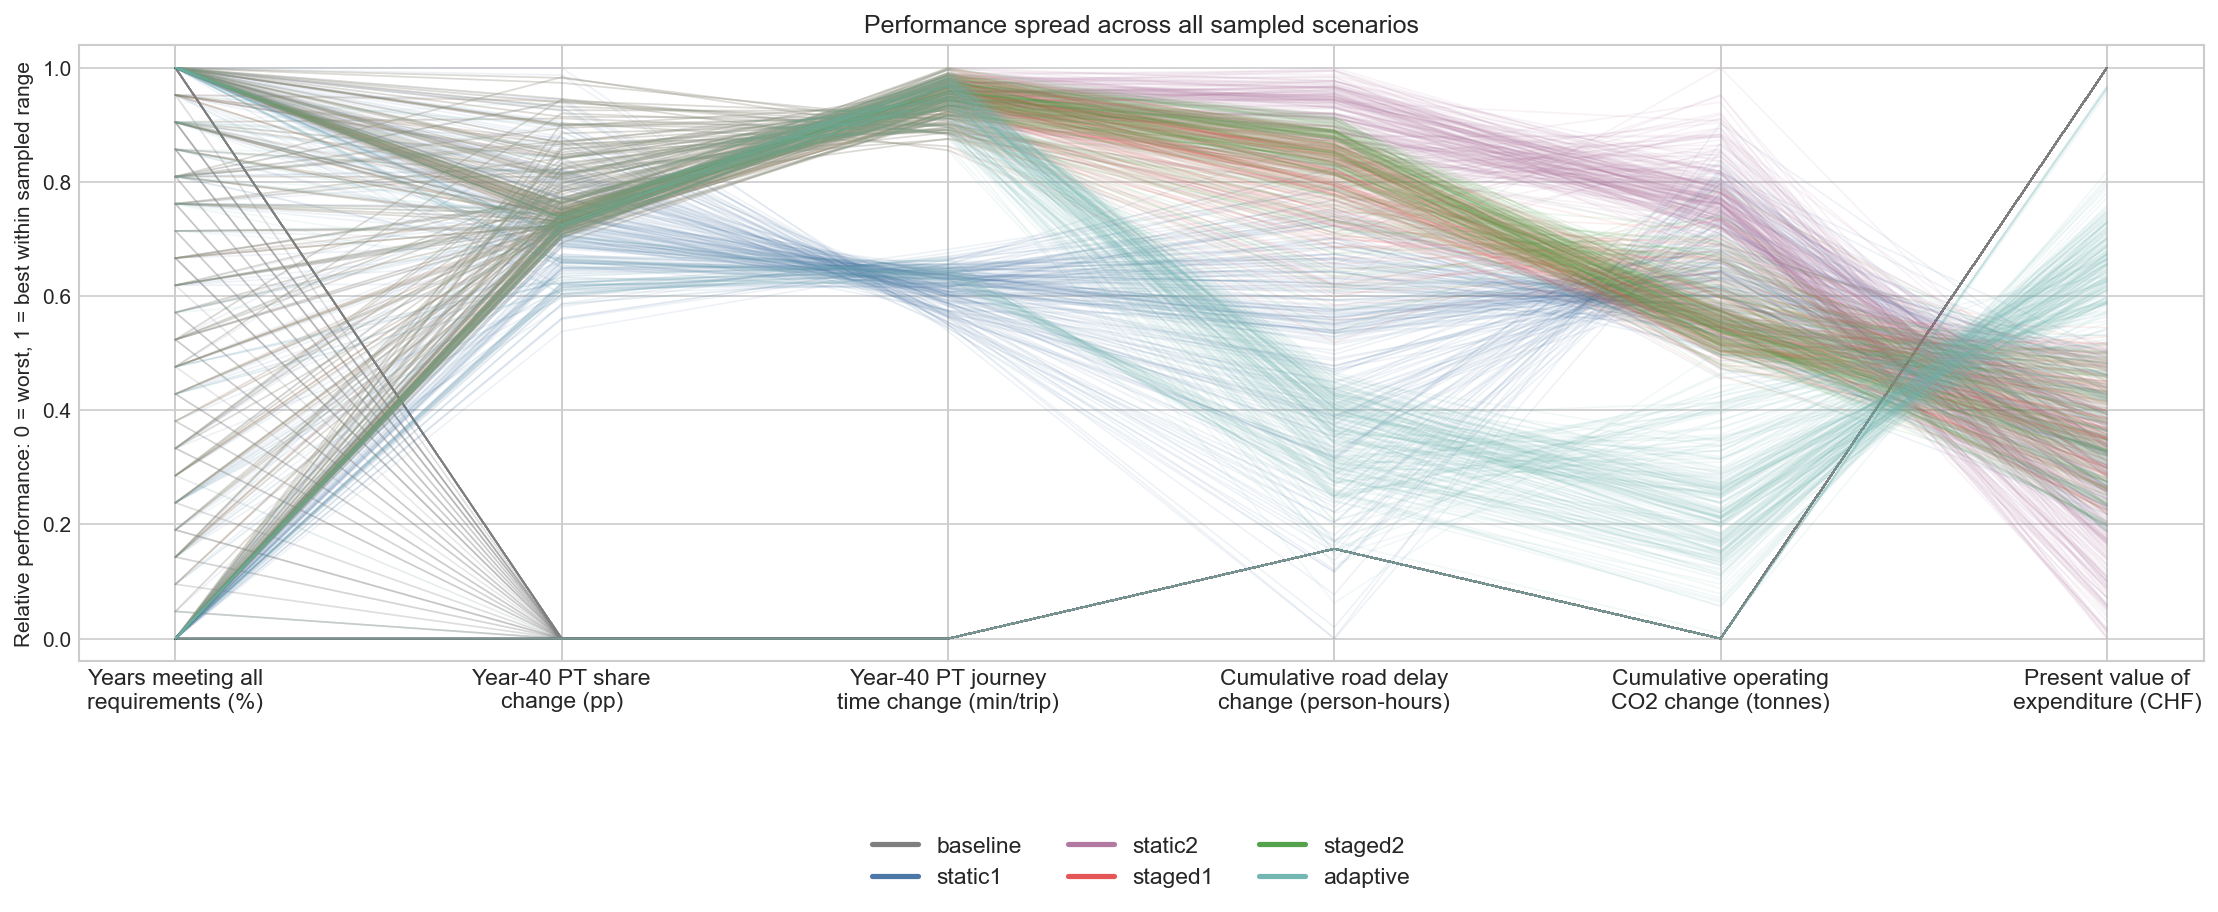 Performance spread across all sampled scenarios
Relative performance: 0 = worst, 1 = best within sampled range
1.0
0.8
0.6
0.4
0.2
0.0
Years meeting all
requirements (%)
Year-40 PT share
change (pp)
Year-40 PT journey
time change (min/trip)
Cumulative road delay
change (person-hours)
Cumulative operating
CO2 change (tonnes)
Present value of
expenditure (CHF)
baseline
static1
static2
staged1
staged2
adaptive